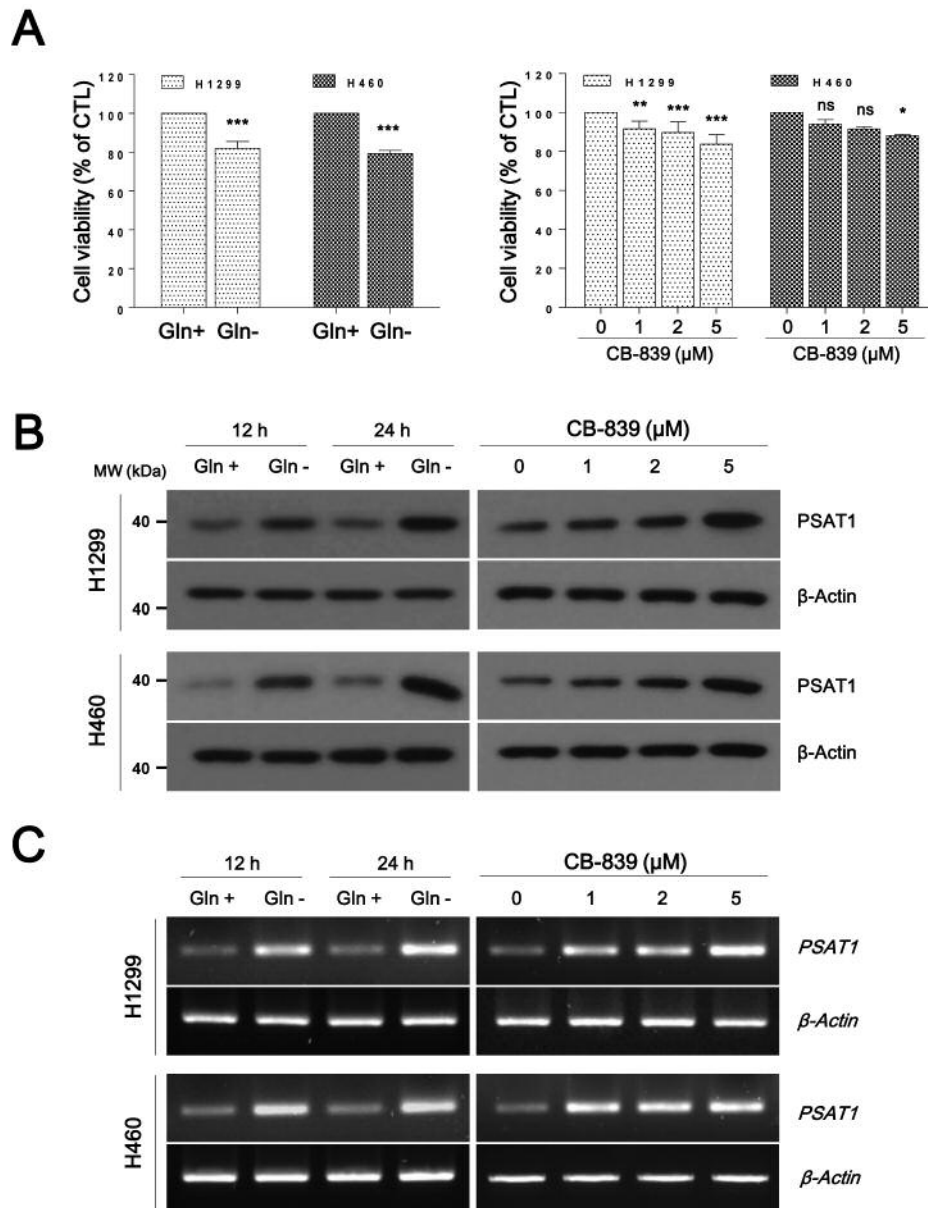 A
Cell viability (% of CTL)
120
100
80
60
40
20
0
H1299
H460
***
***
Gln+ Gln- Gln+ Gln-
Cell viability (% of CTL)
120
100
80
60
40
20
0
H1299
H460
** *** *** ns ns *
0 1 2 5 0 1 2 5
CB-839 (μM) CB-839 (μM)
B
12 h 24 h CB-839 (μM)
MW (kDa) Gln + Gln - Gln + Gln - 0 1 2 5
H1299
40 PSAT1
40 β-Actin
H460
40 PSAT1
40 β-Actin
C
12 h 24 h CB-839 (μM)
Gln + Gln - Gln + Gln - 0 1 2 5
H1299
PSAT1
β-Actin
H460
PSAT1
β-Actin